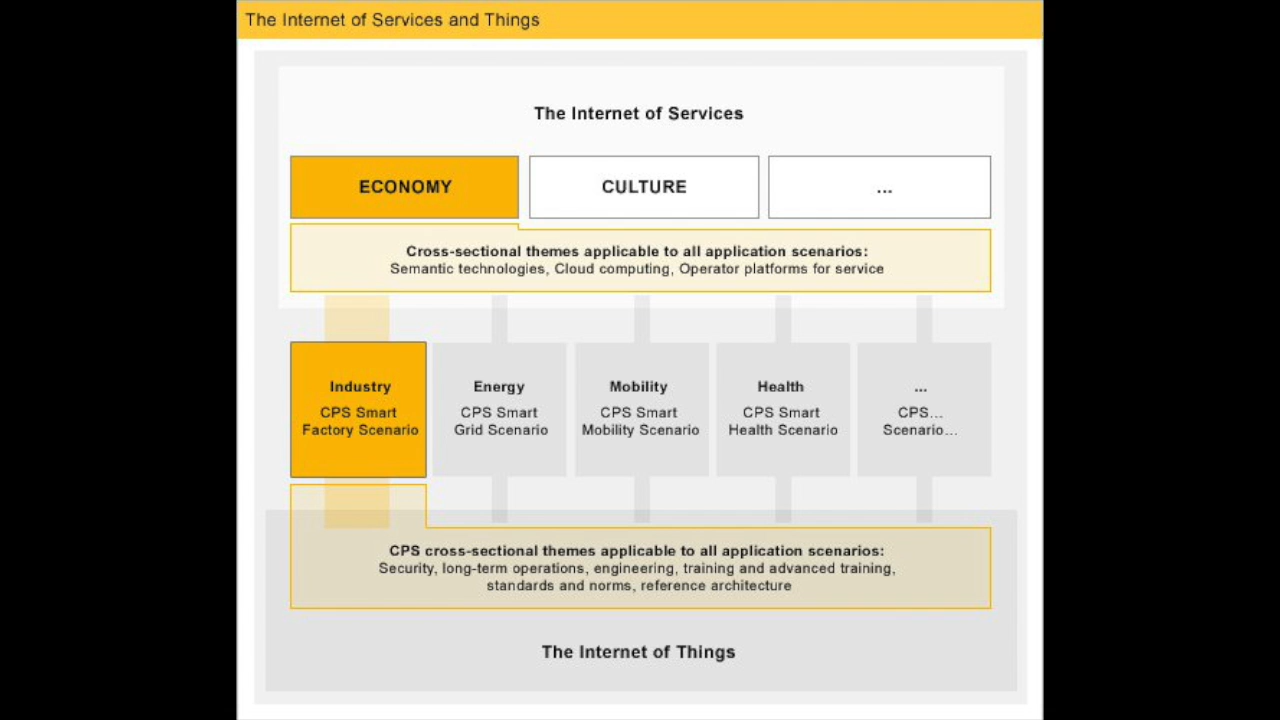 The Internet of Services and Things
The Internet of Services
ECONOMY
CULTURE
...
Cross-sectional themes applicable to all application scenarios:
Semantic technologies, Cloud computing, Operator platforms for service
Industry
CPS Smart
Factory Scenario
Energy
CPS Smart
Grid Scenario
Mobility
CPS Smart
Mobility Scenario
Health
CPS Smart
Health Scenario
...
CPS...
Scenario...
CPS cross-sectional themes applicable to all application scenarios:
Security, long-term operations, engineering, training and advanced training,
standards and norms, reference architecture
The Internet of Things